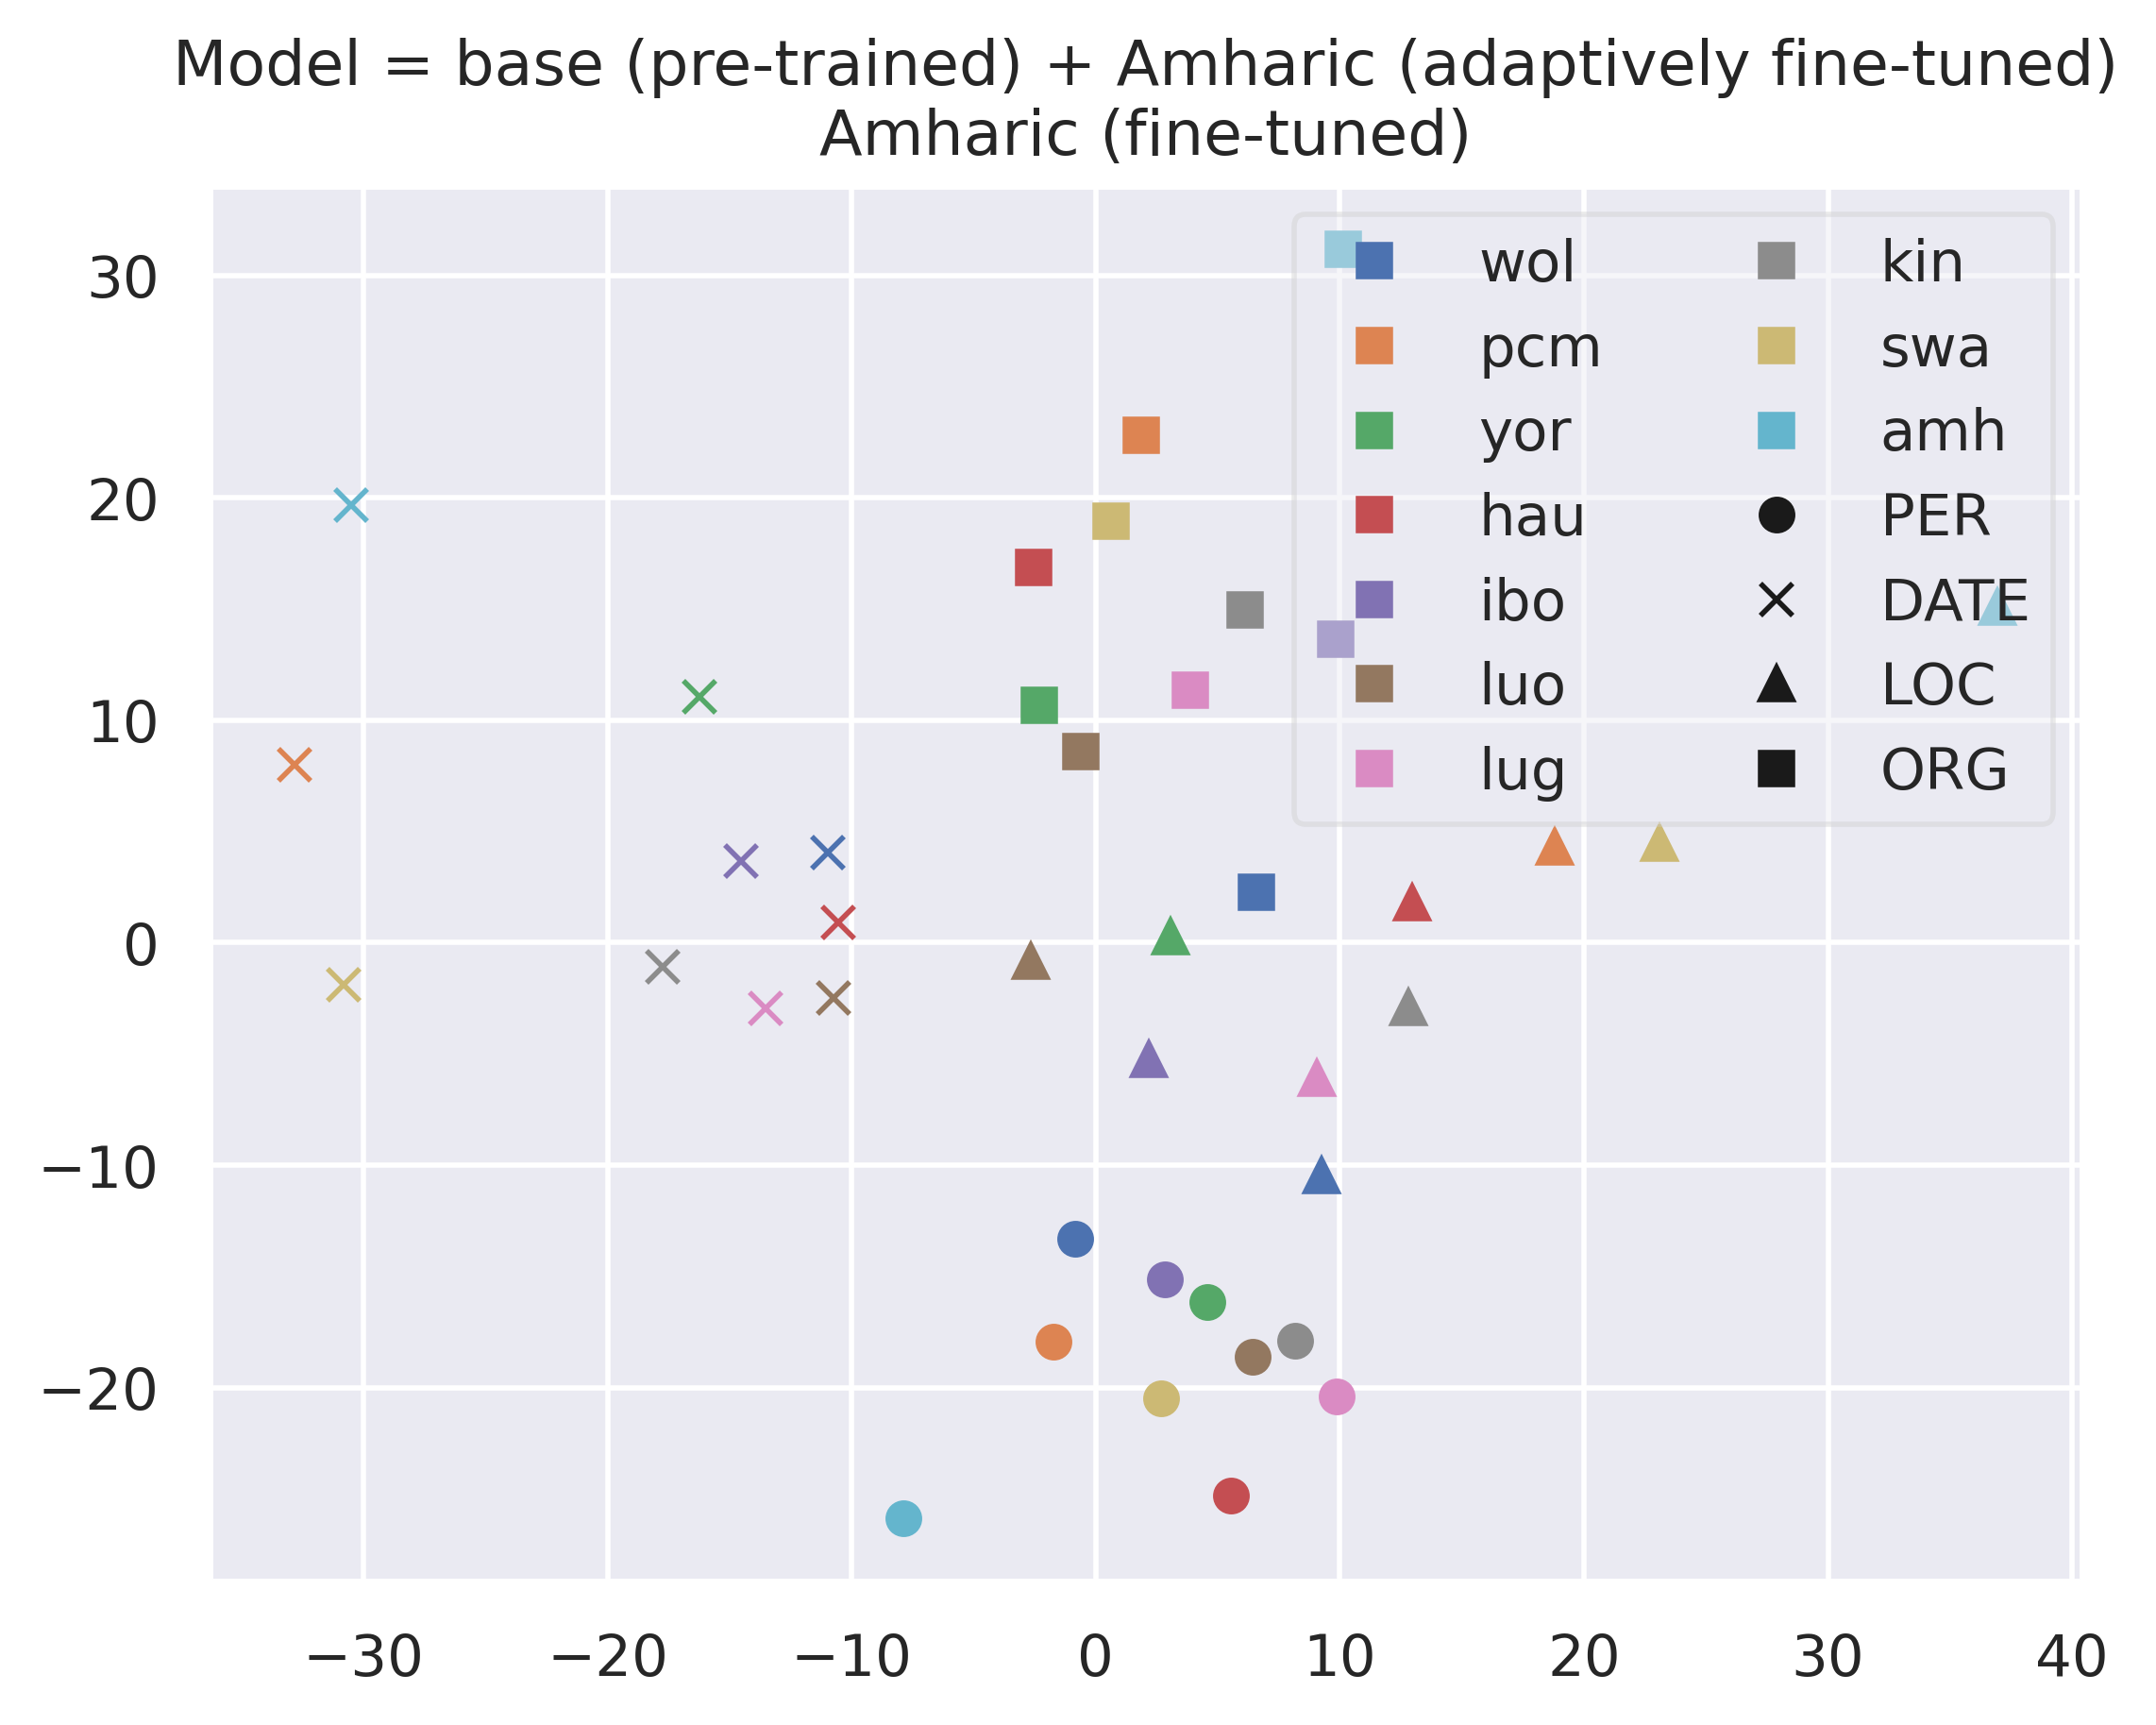 Model = base (pre-trained) + Amharic (adaptively fine-tuned)
Amharic (fine-tuned)
30
20
10
0
−10
−20
wol
pcm
yor
hau
ibo
luo
lug
kin
swa
amh
PER
DATE
LOC
ORG
−30
−20
−10
0
10
20
30
40